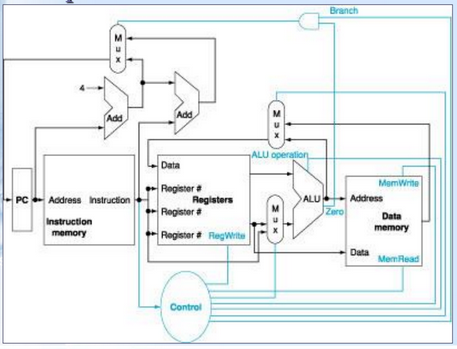 Branch
M
u
x
4
Add
Add
M
u
x
ALU operation
Data
Register #
Register #
Register #
Registers
RegWrite
PC
Address
Instruction
Instruction
memory
M
u
x
ALU
Zero
MemWrite
Address
Data
memory
Data
MemRead
Control